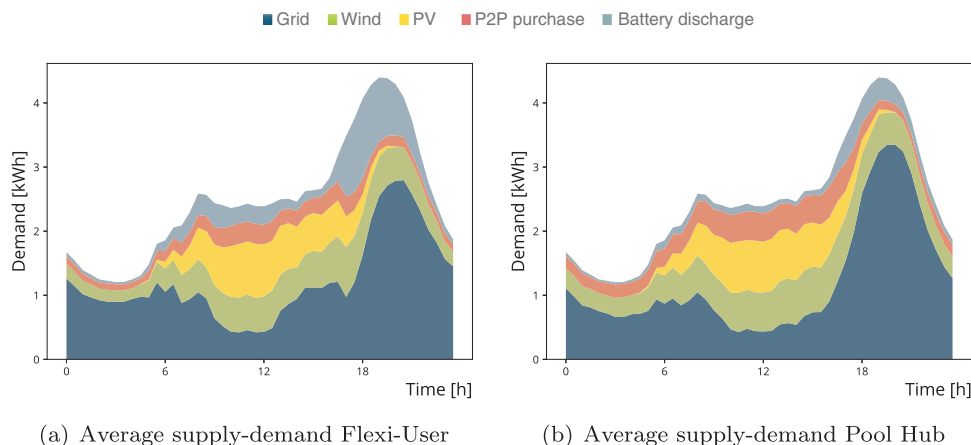 Grid Wind PV P2P purchase Battery discharge
Demand [kWh]
4
3
2
1
0
0 6 12 18
Time [h]
(a) Average supply-demand Flexi-User
Demand [kWh]
4
3
2
1
0
0 6 12 18
Time [h]
(b) Average supply-demand Pool Hub